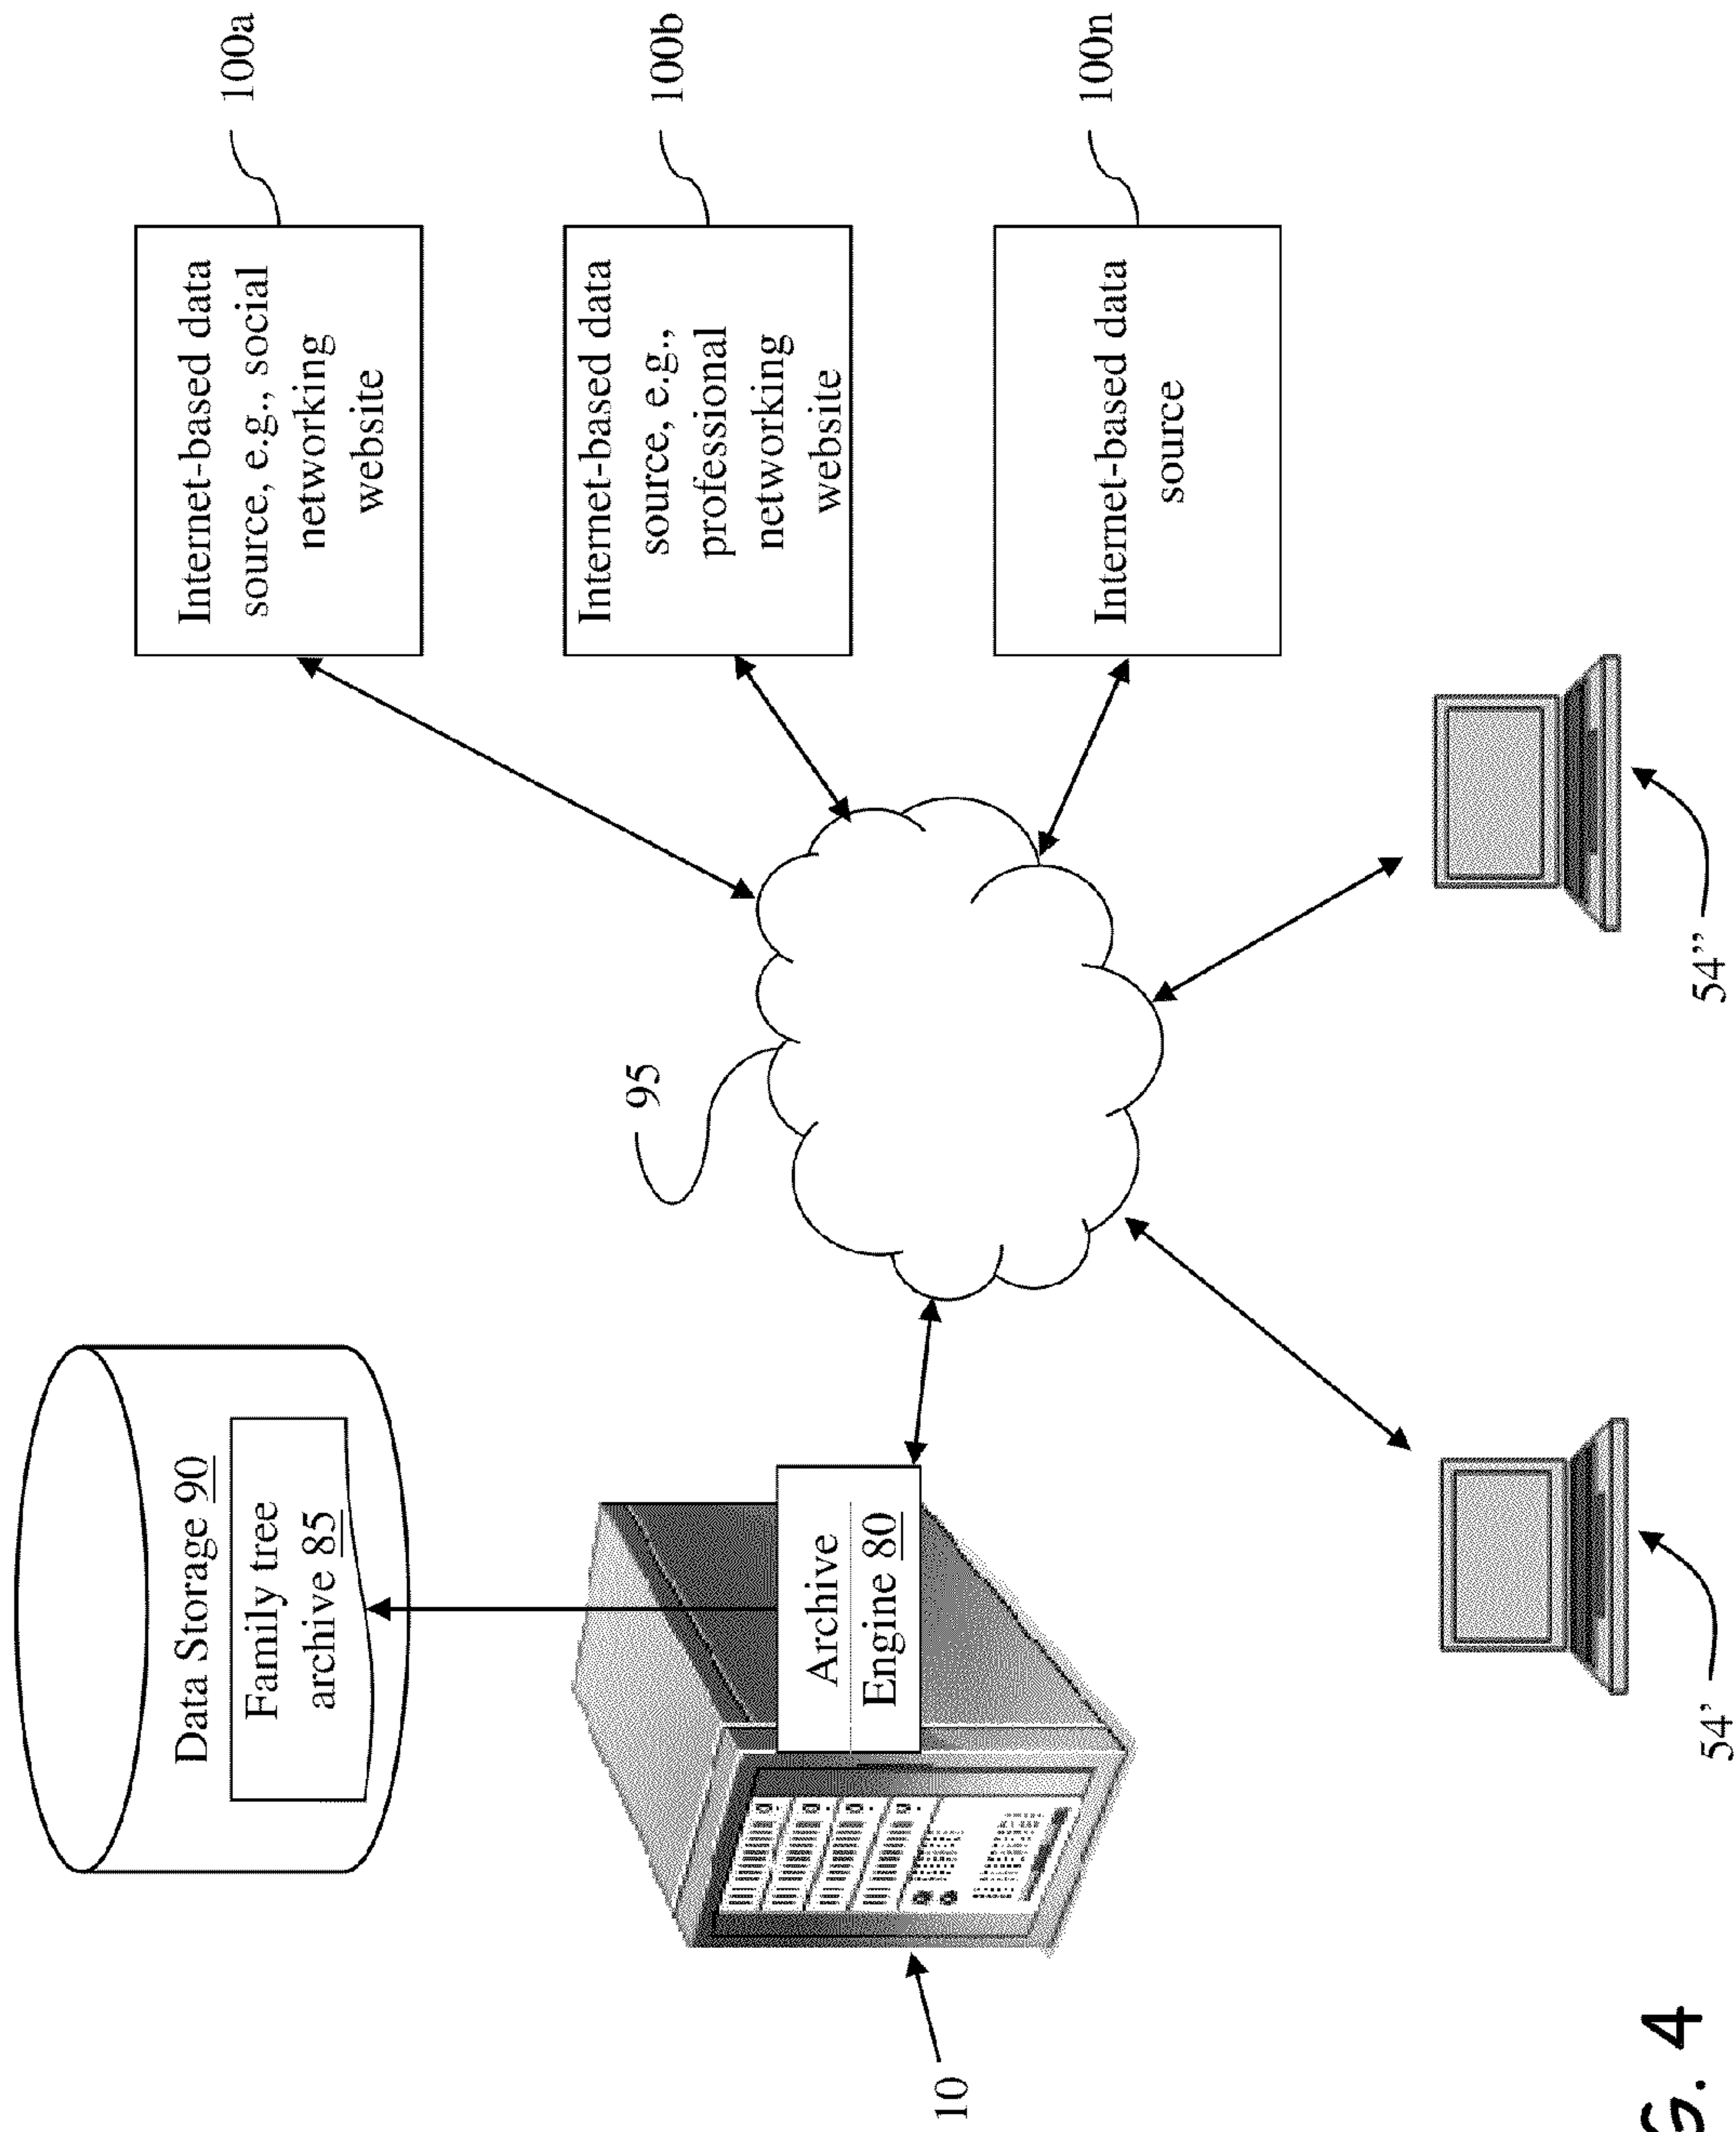 Data Storage 90
Family tree
archive 85
Archive
Engine 80
10
95
Internet-based data
source, e.g., social
networking
website
100a
Internet-based data
source, e.g.,
professional
networking
website
100b
Internet-based data
source
100n
54’
54’’
G. 4